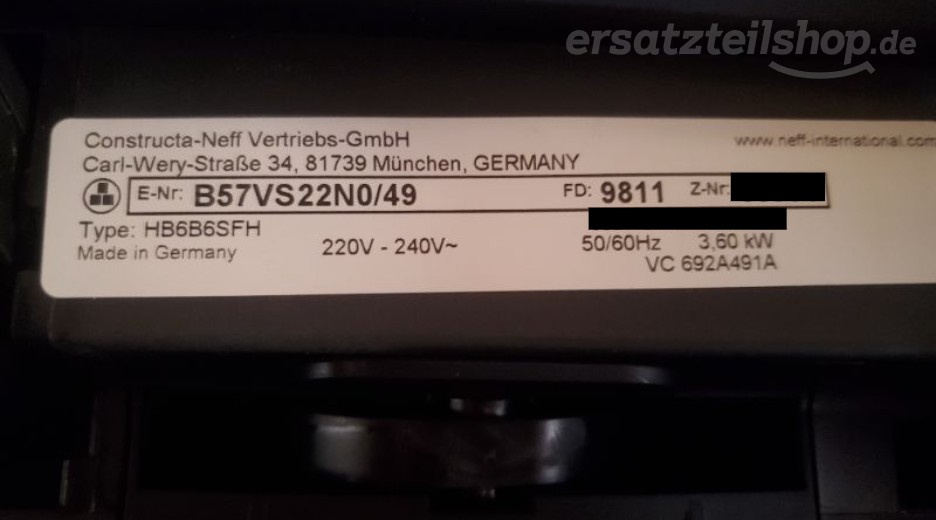 ersatzteilshop.de
Constructa-Neff Vertriebs-GmbH www.neff-international.com
Carl-Wery-Straße 34, 81739 München, GERMANY
E-Nr: B57VS22N0/49 FD: 9811 Z-Nr:
Type: HB6B6SFH
Made in Germany 220V - 240V~ 50/60Hz 3,60 kW
VC 692A491A